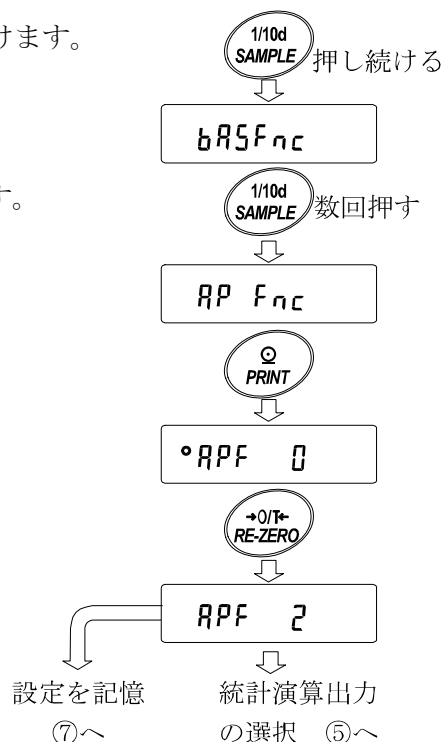 けます。
1/10d
SAMPLE
押し続ける
bASFnc
す。
1/10d
SAMPLE
数回押す
AP Fnc
PRINT
APF 0
→0/T←
RE-ZERO
APF 2
設定を記憶
⑦へ
統計演算出力
の選択 ⑤へ